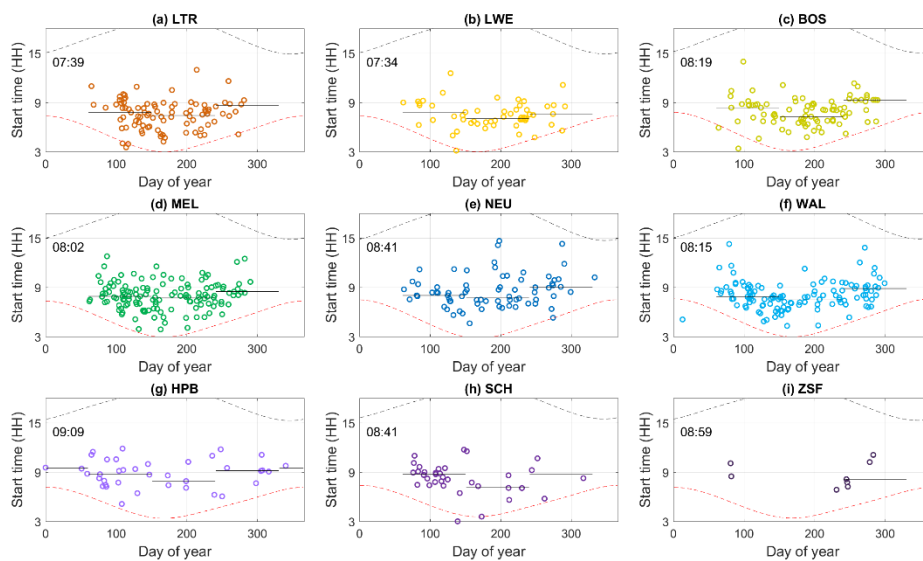 (a) LTR
(b) LWE
(c) BOS
Start time (HH)
15
9
3
07:39
0
100
200
300
Day of year
Start time (HH)
15
9
3
07:34
0
100
200
300
Day of year
Start time (HH)
15
9
3
08:19
0
100
200
300
Day of year
(d) MEL
(e) NEU
(f) WAL
Start time (HH)
15
9
3
08:02
0
100
200
300
Day of year
Start time (HH)
15
9
3
08:41
0
100
200
300
Day of year
Start time (HH)
15
9
3
08:15
0
100
200
300
Day of year
(g) HPB
(h) SCH
(i) ZSF
Start time (HH)
15
9
3
09:09
0
100
200
300
Day of year
Start time (HH)
15
9
3
08:41
0
100
200
300
Day of year
Start time (HH)
15
9
3
08:59
0
100
200
300
Day of year